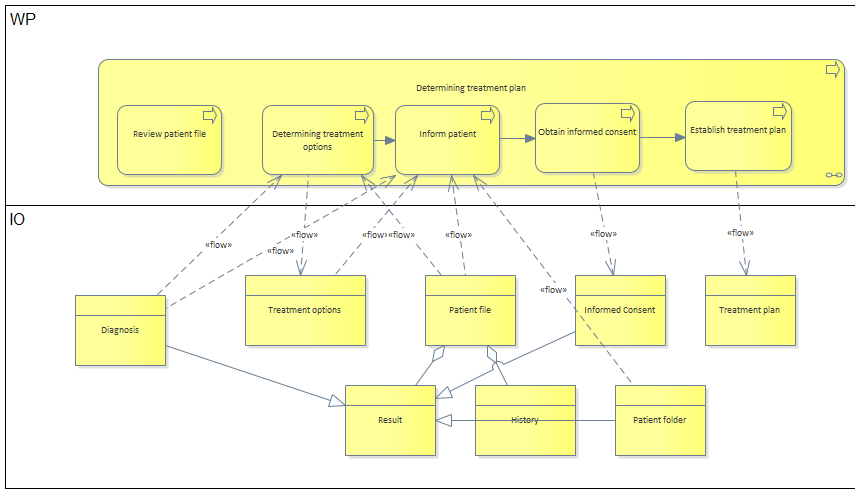 WP
Determining treatment plan
Review patient file
Determining treatment
options
Inform patient
Obtain informed consent
Establish treatment plan
IO
«flow»
«flow»
«flow»
«flow»
«flow»
«flow»
«flow»
«flow»
«flow»
Diagnosis
Treatment options
Patient file
Informed Consent
Treatment plan
Result
History
Patient folder